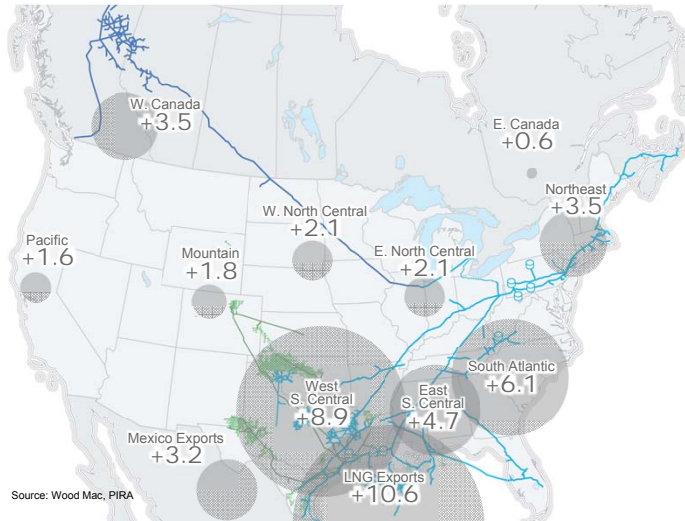 W. Canada
+3.5
E. Canada
+0.6
Northeast
+3.5
W. North Central
+2.1
Pacific
+1.6
Mountain
+1.8
E. North Central
+2.1
West
S. Central
+8.9
East
S. Central
+4.7
South Atlantic
+6.1
Mexico Exports
+3.2
LNG Exports
+10.6
Source: Wood Mac, PIRA